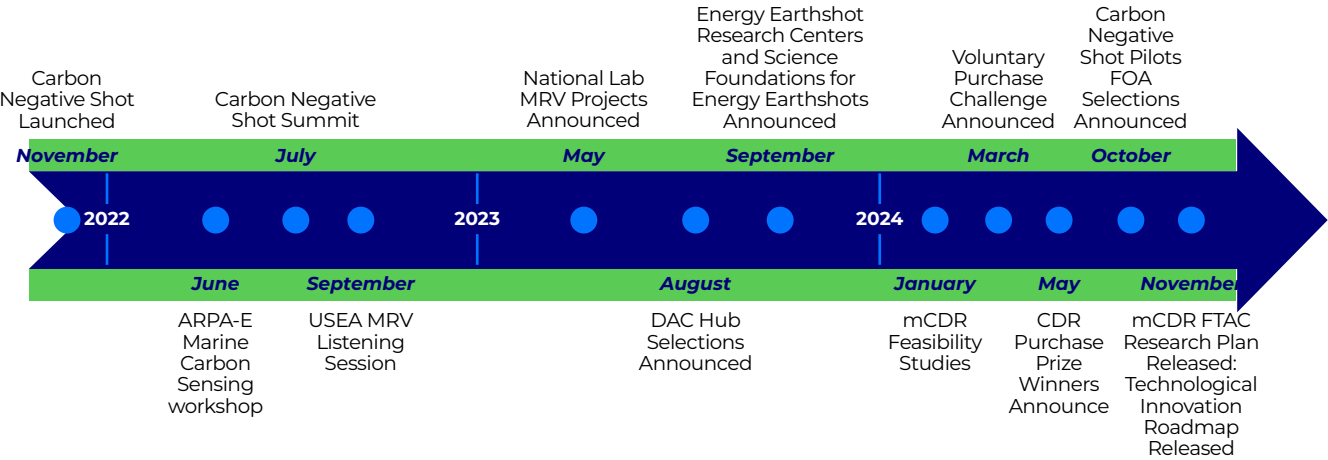 Carbon
Negative Shot
Launched
Carbon Negative
Shot Summit
National Lab
MRV Projects
Announced
Energy Earthshot
Research Centers
and Science
Foundations for
Energy Earthshots
Announced
Voluntary
Purchase
Challenge
Announced
Carbon
Negative
Shot Pilots
FOA
Selections
Announced
November
July
May
September
March
October
2022
2023
2024
June
September
August
January
May
November
ARPA-E
Marine
Carbon
Sensing
workshop
USEA MRV
Listening
Session
DAC Hub
Selections
Announced
mCDR
Feasibility
Studies
CDR
Purchase
Prize
Winners
Announce
mCDR FTAC
Research Plan
Released:
Technological
Innovation
Roadmap
Released